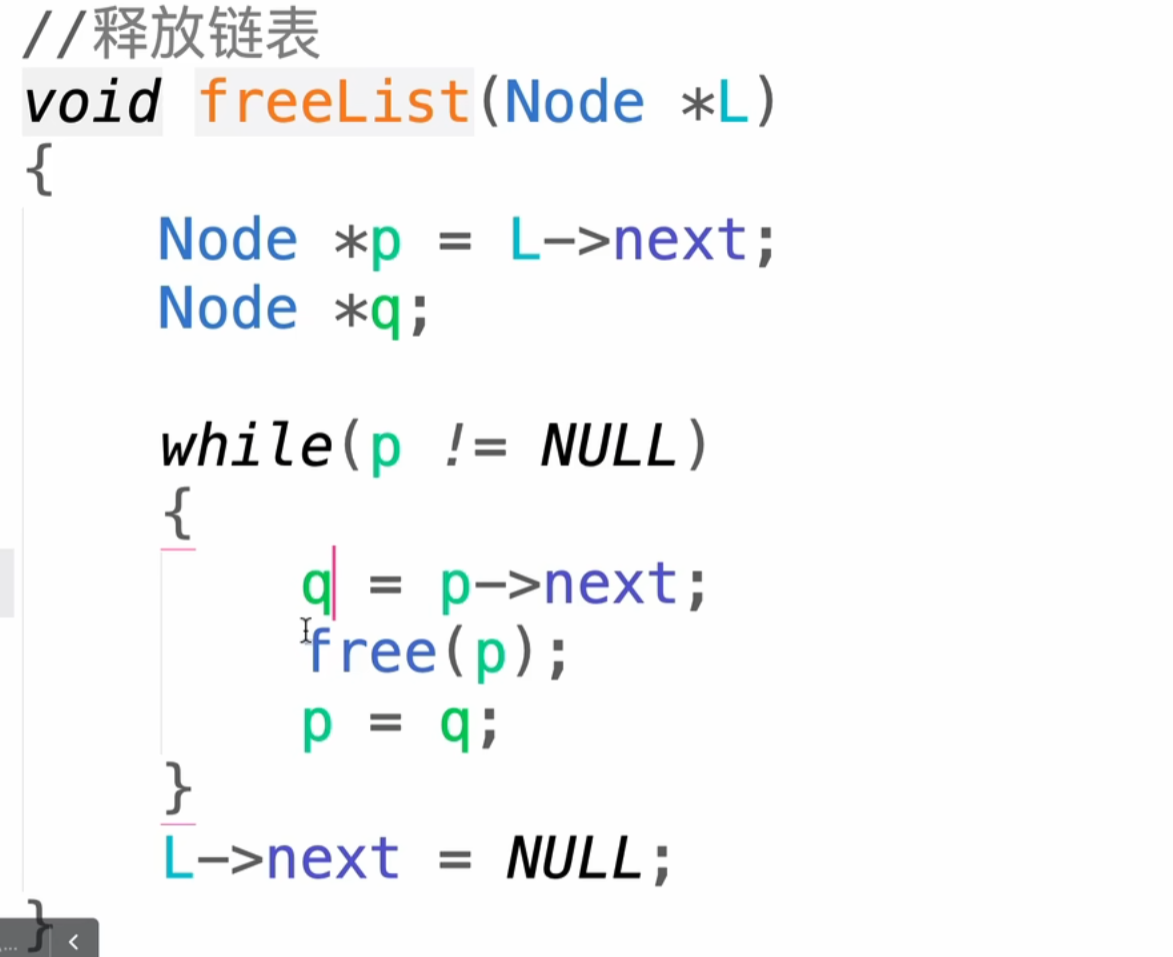 //释放链表
void freeList(Node *L)
{
Node *p = L->next;
Node *q;
while(p != NULL)
{
q = p->next;
free(p);
p = q;
}
L->next = NULL;
}
...